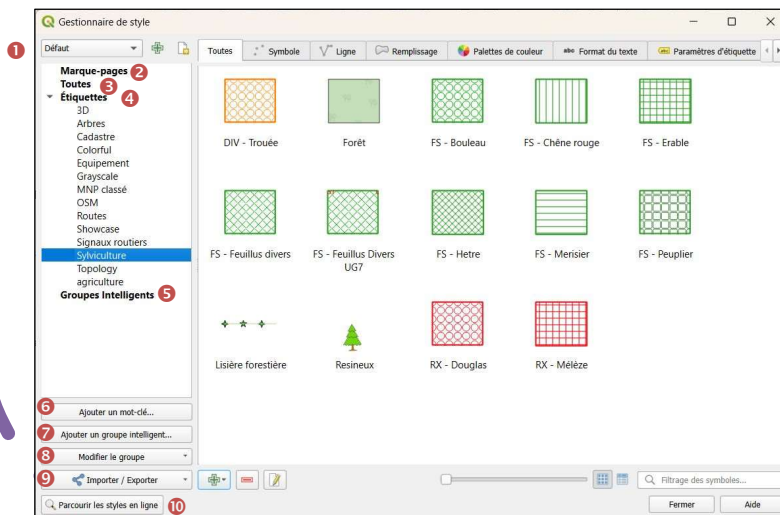 Gestionnaire de style
1 Défaut
Toutes Symbole Ligne Remplissage Palettes de couleur abc Format du texte abc Paramètres d'étiquette
Marque-pages 2
Toutes 3
Étiquettes 4
3D
Arbres
Cadastre
Colorful
Equipement
Grayscale
MNP classé
OSM
Routes
Showcase
Signaux routiers
Sylviculture
Topology
agriculture
Groupes Intelligents 5
DIV - Trouée
Forêt
FS - Bouleau
FS - Chêne rouge
FS - Erable
FS - Feuillus divers
FS - Feuillus Divers
UG7
FS - Hetre
FS - Merisier
FS - Peuplier
Lisière forestière
Resineux
RX - Douglas
RX - Mélèze
6 Ajouter un mot-clé...
7 Ajouter un groupe intelligent...
8 Modifier le groupe
9 Importer / Exporter
Filtrage des symboles...
Parcourir les styles en ligne 10
Fermer
Aide